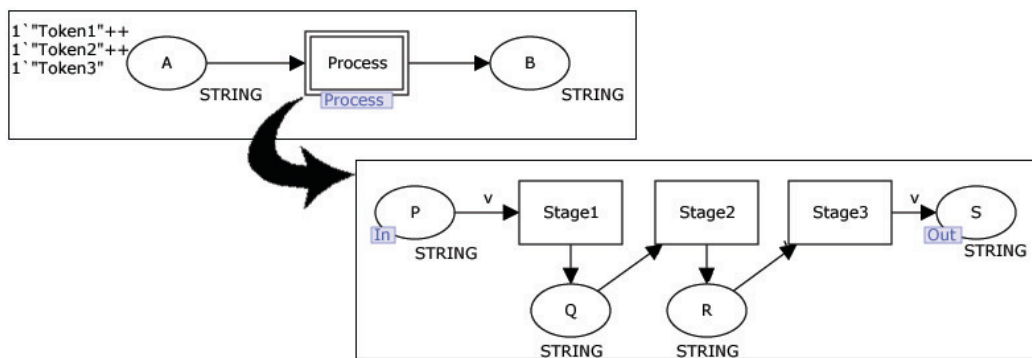 1`"Token1"++
1`"Token2"++
1`"Token3"
A
STRING
Process
Process
B
STRING
P
In
STRING
v
Stage1
Q
STRING
Stage2
R
STRING
Stage3
v
S
Out
STRING